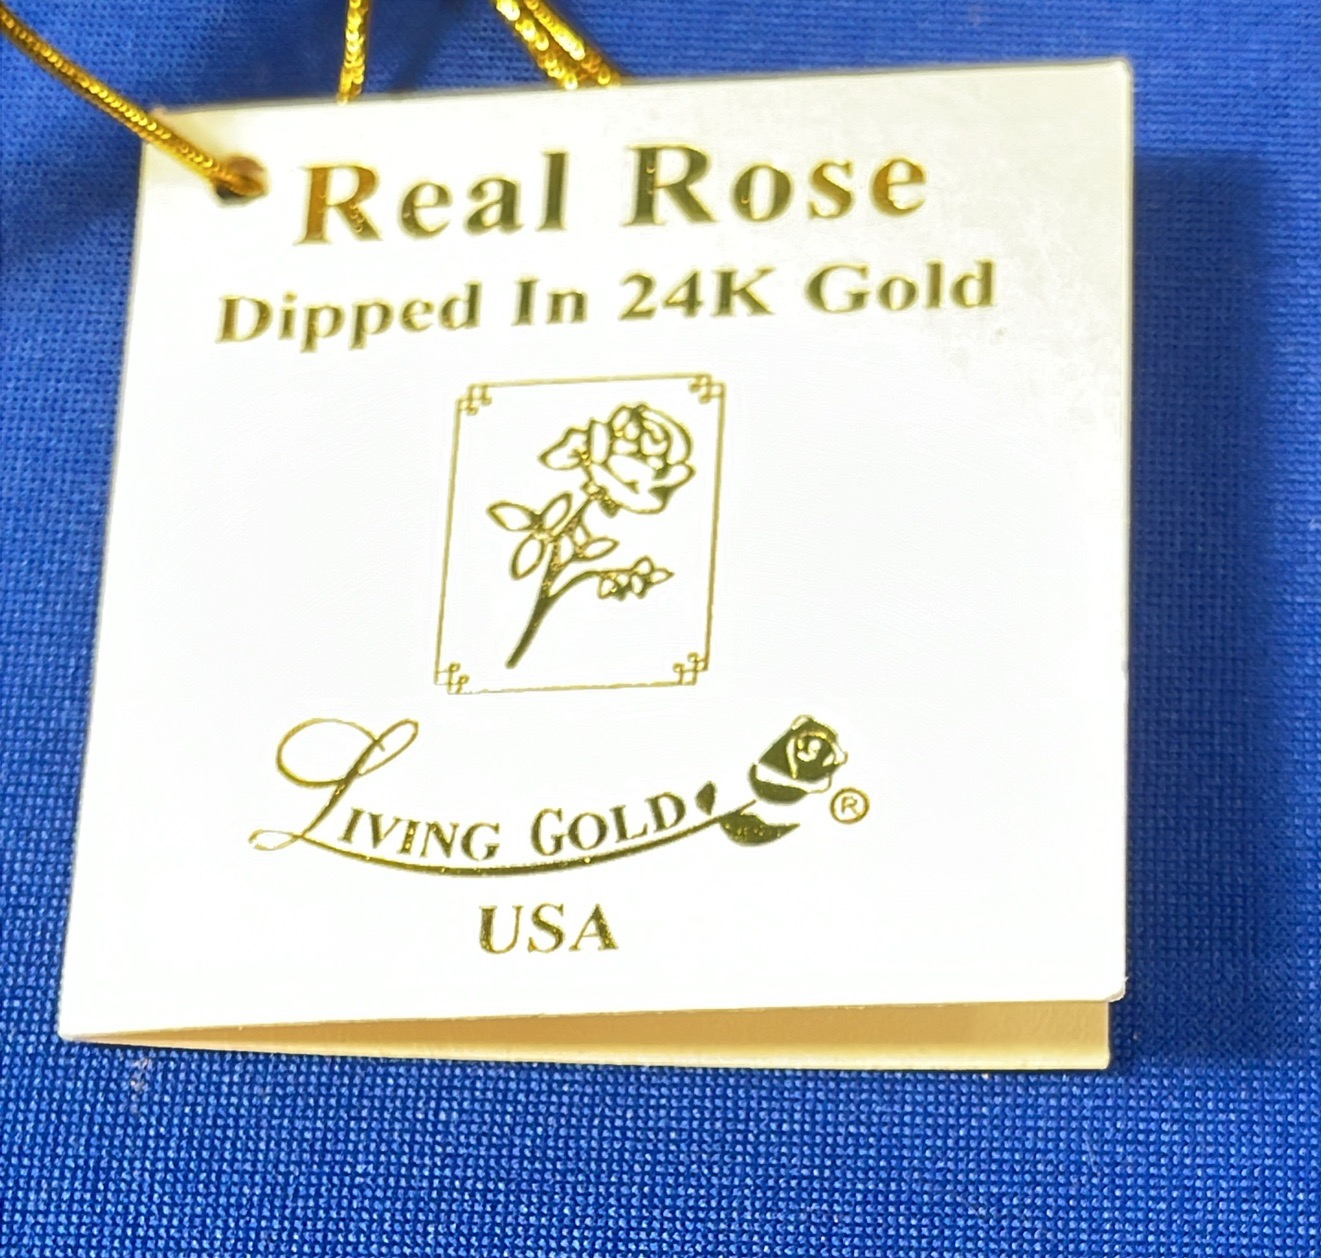 Real Rose
Dipped In 24K Gold
LIVING GOLD ®
USA